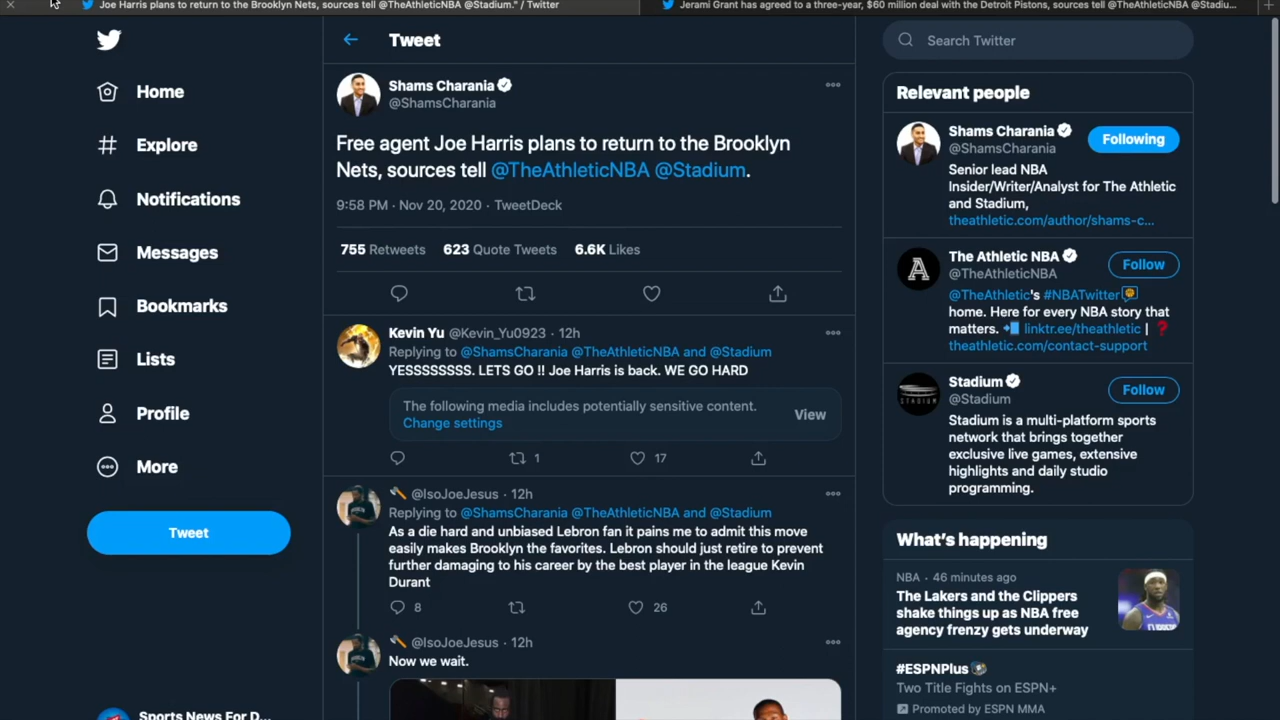 Joe Harris plans to return to the Brooklyn Nets, sources tell @TheAthleticNBA @Stadium." / Twitter
Jerami Grant has agreed to a three-year, $60 million deal with the Detroit Pistons, sources tell @TheAthleticNBA @Stadiu...
Home
Explore
Notifications
Messages
Bookmarks
Lists
Profile
More
Tweet
Sports News For D...
Tweet
Shams Charania
@ShamsCharania
Free agent Joe Harris plans to return to the Brooklyn
Nets, sources tell @TheAthleticNBA @Stadium.
9:58 PM · Nov 20, 2020 · TweetDeck
755 Retweets 623 Quote Tweets 6.6K Likes
Kevin Yu @Kevin_Yu0923 · 12h
Replying to @ShamsCharania @TheAthleticNBA and @Stadium
YESSSSSSSS. LETS GO !! Joe Harris is back. WE GO HARD
The following media includes potentially sensitive content.
Change settings
View
1 17
@IsoJoeJesus · 12h
Replying to @ShamsCharania @TheAthleticNBA and @Stadium
As a die hard and unbiased Lebron fan it pains me to admit this move
easily makes Brooklyn the favorites. Lebron should just retire to prevent
further damaging to his career by the best player in the league Kevin
Durant
8 26
@IsoJoeJesus · 12h
Now we wait.
Search Twitter
Relevant people
Shams Charania
@ShamsCharania
Following
Senior lead NBA
Insider/Writer/Analyst for The Athletic
and Stadium,
theathletic.com/author/shams-c...
The Athletic NBA
@TheAthleticNBA
Follow
@TheAthletic's #NBATwitter
home. Here for every NBA story that
matters. linktr.ee/theathletic | ❓
theathletic.com/contact-support
Stadium
@Stadium
Follow
Stadium is a multi-platform sports
network that brings together
exclusive live games, extensive
highlights and daily studio
programming.
What's happening
NBA · 46 minutes ago
The Lakers and the Clippers
shake things up as NBA free
agency frenzy gets underway
#ESPNPlus
Two Title Fights on ESPN+
Promoted by ESPN MMA